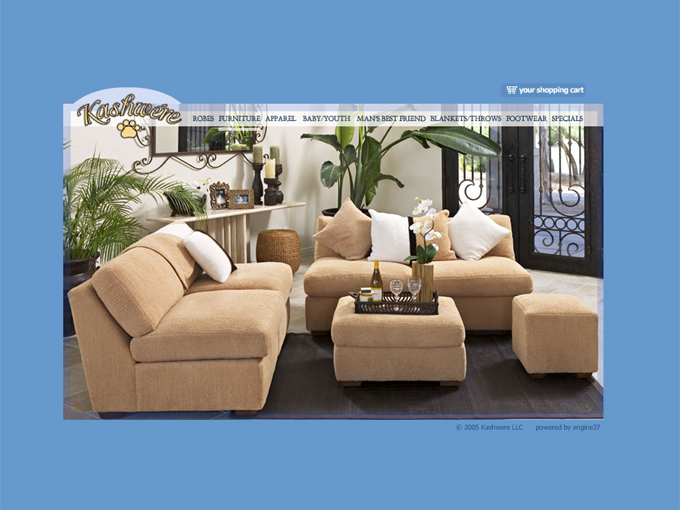 your shopping cart
Kashwére
ROBES FURNITURE APPAREL BABY/YOUTH MAN'S BEST FRIEND BLANKETS/THROWS FOOTWEAR SPECIALS
© 2005 Kashwere LLC powered by engine37